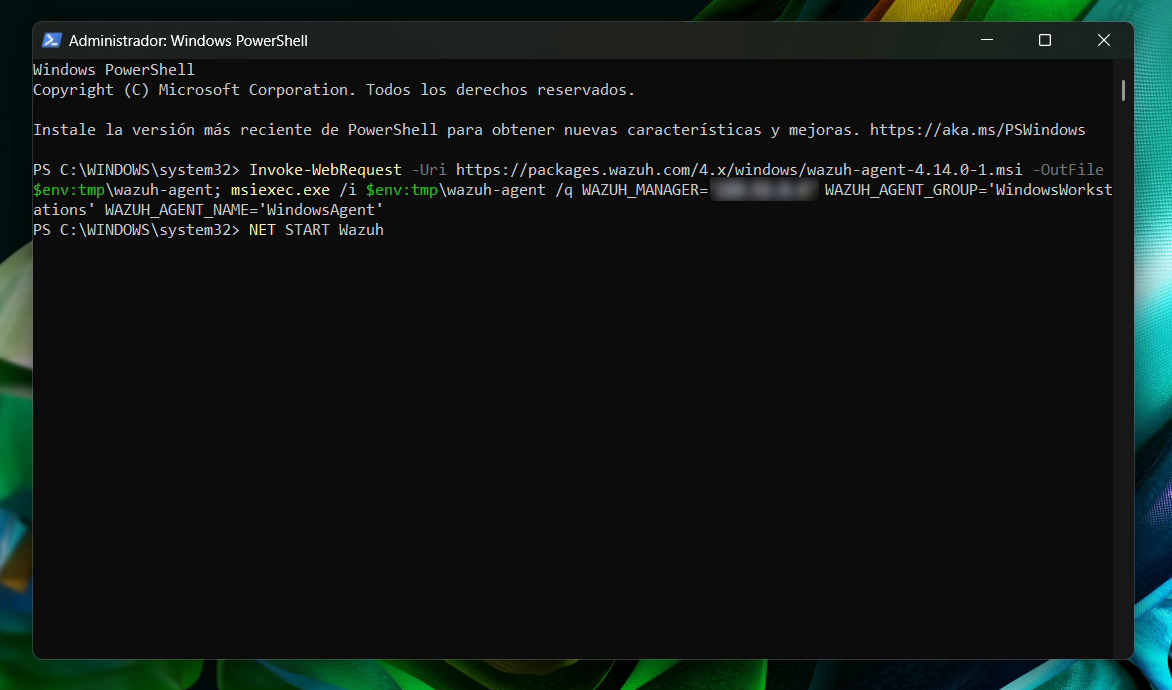 Administrador: Windows PowerShell
Windows PowerShell
Copyright (C) Microsoft Corporation. Todos los derechos reservados.
Instale la versión más reciente de PowerShell para obtener nuevas características y mejoras. https://aka.ms/PSWindows
PS C:\WINDOWS\system32> Invoke-WebRequest -Uri https://packages.wazuh.com/4.x/windows/wazuh-agent-4.14.0-1.msi -OutFile
$env:tmp\wazuh-agent; msiexec.exe /i $env:tmp\wazuh-agent /q WAZUH_MANAGER= WAZUH_AGENT_GROUP='WindowsWorkst
ations' WAZUH_AGENT_NAME='WindowsAgent'
PS C:\WINDOWS\system32> NET START Wazuh